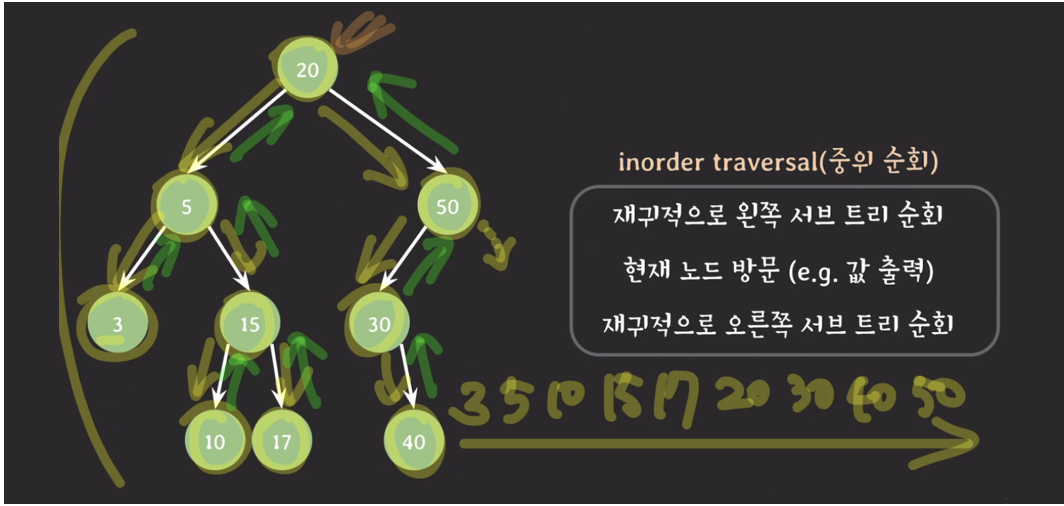 20
5
50
inorder traversal(중위 순회)
재귀적으로 왼쪽 서브 트리 순회
현재 노드 방문 (e.g. 값 출력)
재귀적으로 오른쪽 서브 트리 순회
3
15
30
10
17
40
3 5 10 15 17 20 30 40 50